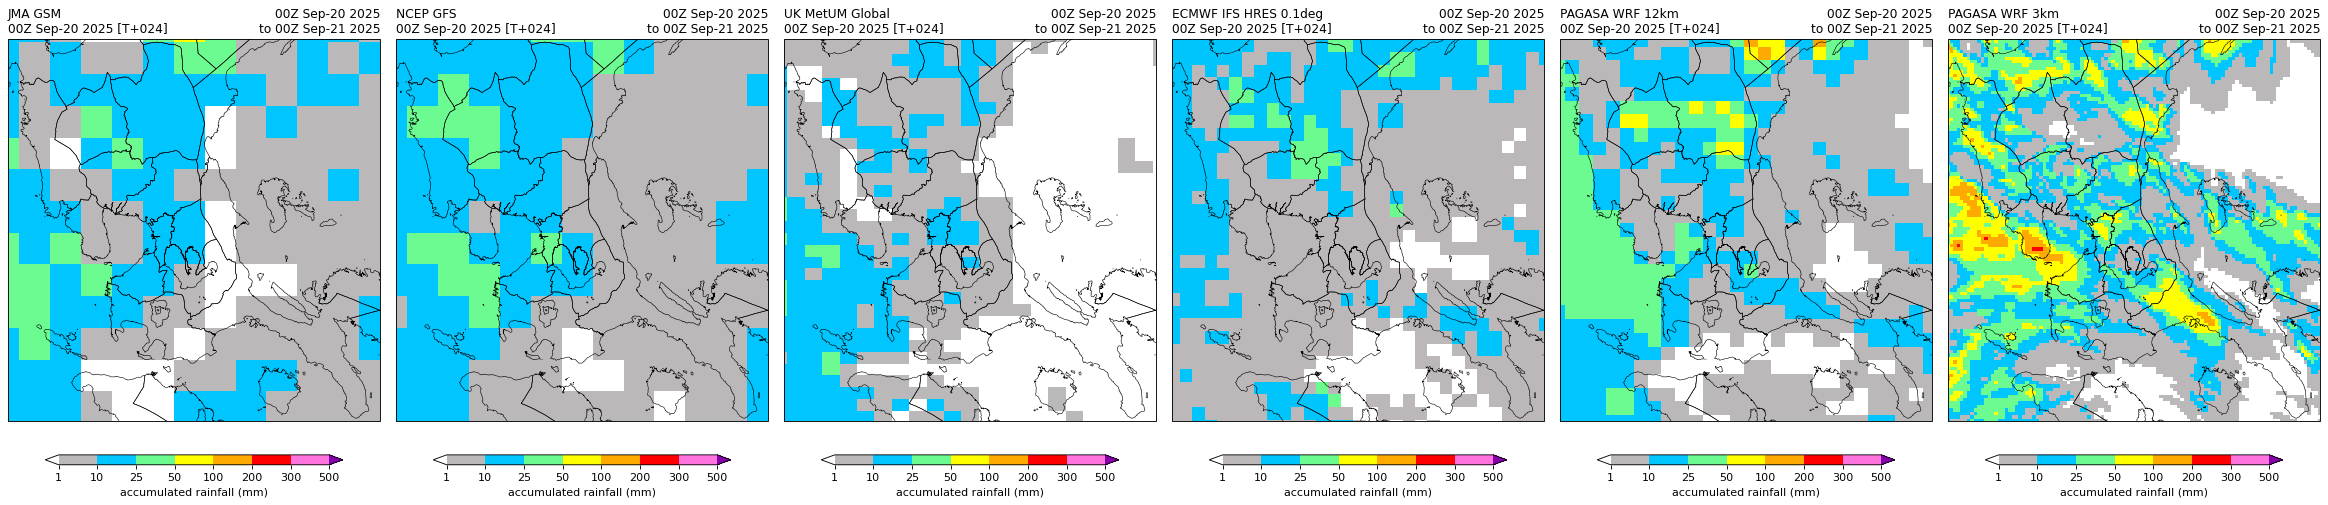 JMA GSM 00Z Sep-20 2025
00Z Sep-20 2025 [T+024] to 00Z Sep-21 2025
1 10 25 50 100 200 300 500
accumulated rainfall (mm)
NCEP GFS 00Z Sep-20 2025
00Z Sep-20 2025 [T+024] to 00Z Sep-21 2025
1 10 25 50 100 200 300 500
accumulated rainfall (mm)
UK MetUM Global 00Z Sep-20 2025
00Z Sep-20 2025 [T+024] to 00Z Sep-21 2025
1 10 25 50 100 200 300 500
accumulated rainfall (mm)
ECMWF IFS HRES 0.1deg 00Z Sep-20 2025
00Z Sep-20 2025 [T+024] to 00Z Sep-21 2025
1 10 25 50 100 200 300 500
accumulated rainfall (mm)
PAGASA WRF 12km 00Z Sep-20 2025
00Z Sep-20 2025 [T+024] to 00Z Sep-21 2025
1 10 25 50 100 200 300 500
accumulated rainfall (mm)
PAGASA WRF 3km 00Z Sep-20 2025
00Z Sep-20 2025 [T+024] to 00Z Sep-21 2025
1 10 25 50 100 200 300 500
accumulated rainfall (mm)